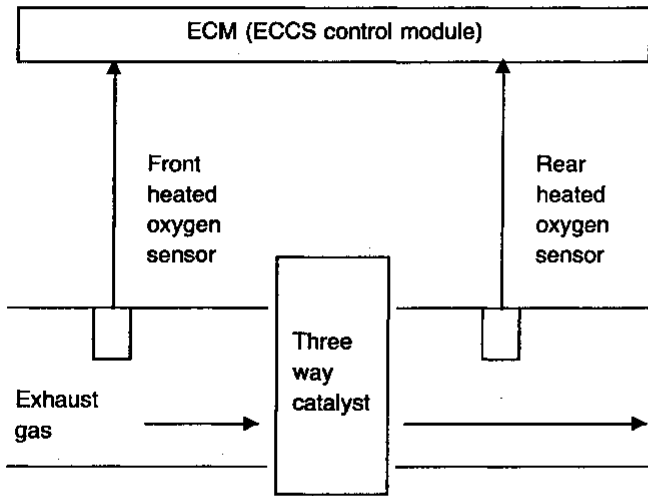 ECM (ECCS control module)
Front
heated
oxygen
sensor
Rear
heated
oxygen
sensor
Three
way
catalyst
Exhaust
gas